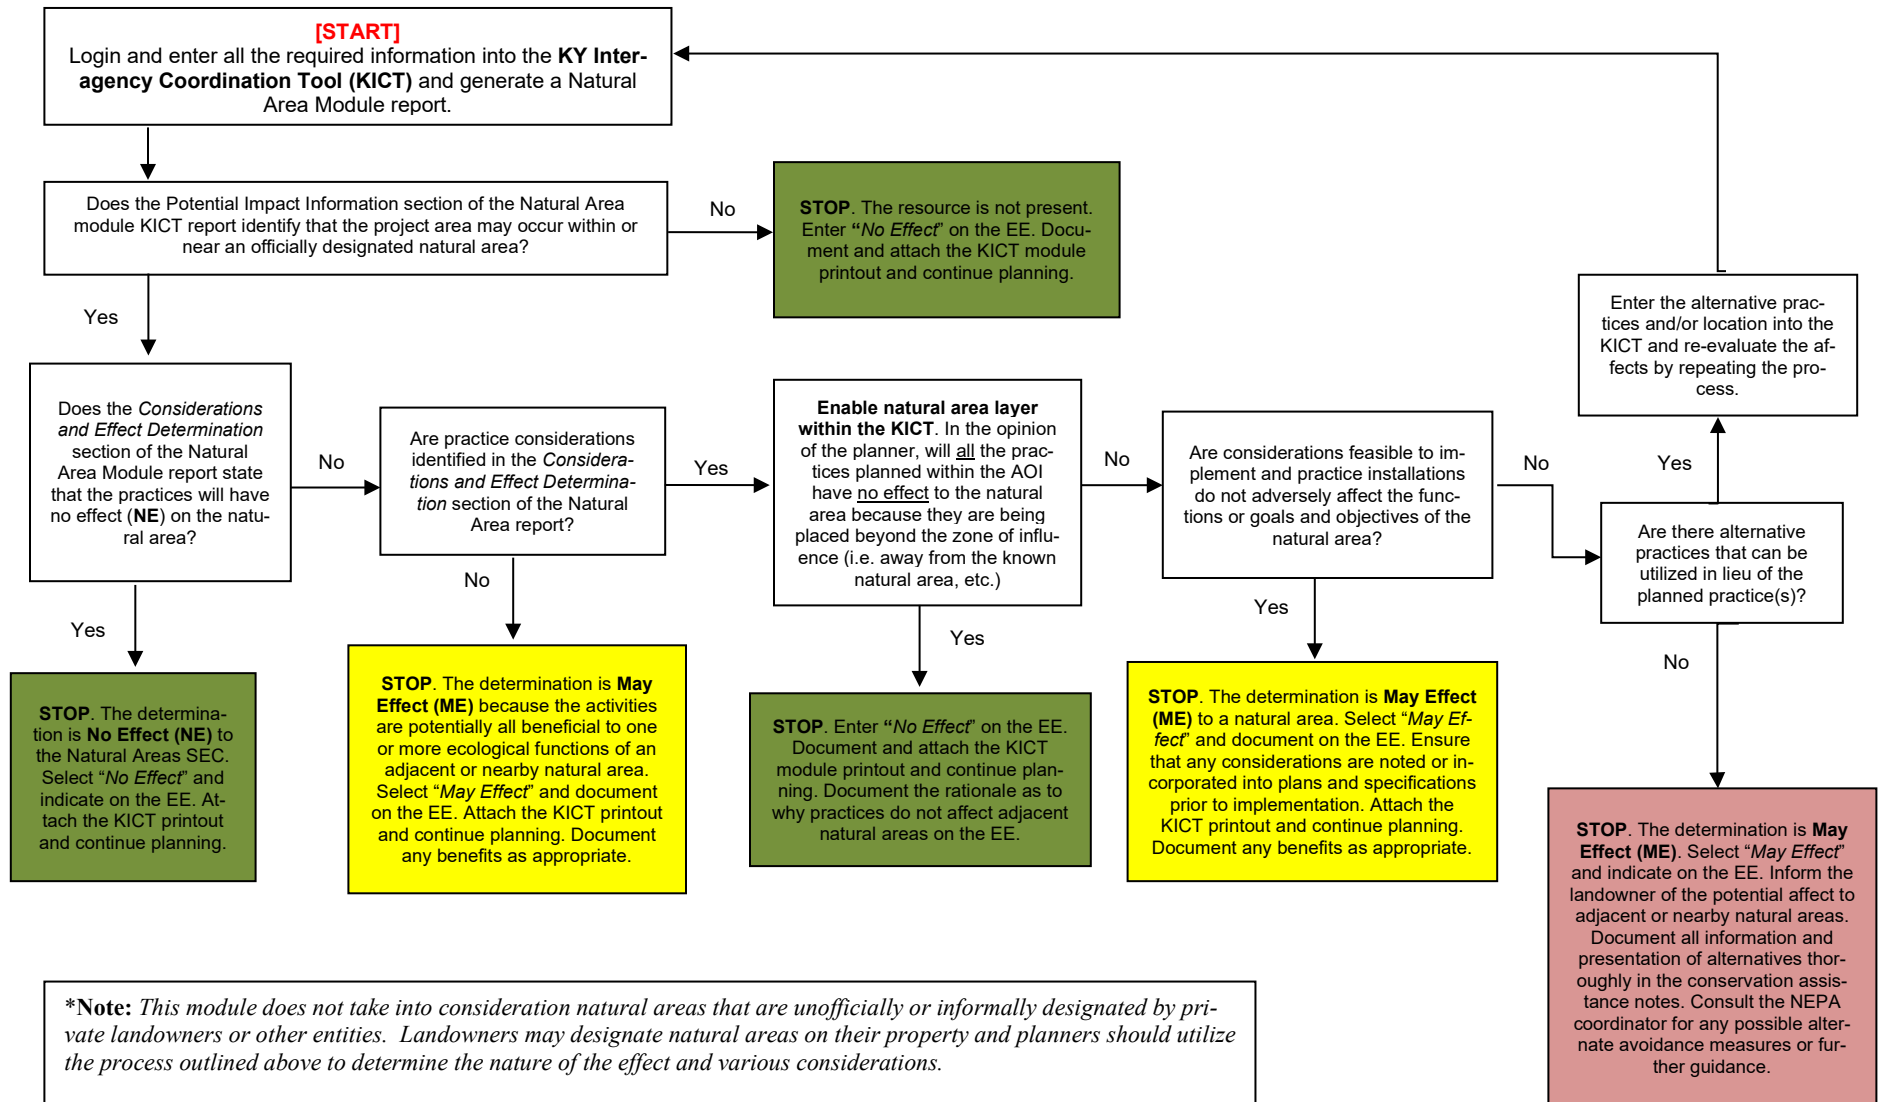 [START]
Login and enter all the required information into the KY Inter-
agency Coordination Tool (KICT) and generate a Natural
Area Module report.
Does the Potential Impact Information section of the Natural Area
module KICT report identify that the project area may occur within or
near an officially designated natural area?
No
STOP. The resource is not present.
Enter “No Effect” on the EE. Docu-
ment and attach the KICT module
printout and continue planning.
Yes
Does the Considerations
and Effect Determination
section of the Natural
Area Module report state
that the practices will have
no effect (NE) on the natu-
ral area?
No
Are practice considerations
identified in the Considera-
tions and Effect Determina-
tion section of the Natural
Area report?
Yes
Enable natural area layer
within the KICT. In the opinion
of the planner, will all the prac-
tices planned within the AOI
have no effect to the natural
area because they are being
placed beyond the zone of influ-
ence (i.e. away from the known
natural area, etc.)
No
Are considerations feasible to im-
plement and practice installations
do not adversely affect the func-
tions or goals and objectives of the
natural area?
No
Are there alternative
practices that can be
utilized in lieu of the
planned practice(s)?
Yes
Enter the alternative prac-
tices and/or location into the
KICT and re-evaluate the af-
fects by repeating the pro-
cess.
Yes
STOP. The determina-
tion is No Effect (NE) to
the Natural Areas SEC.
Select “No Effect” and
indicate on the EE. At-
tach the KICT printout
and continue planning.
No
STOP. The determination is May
Effect (ME) because the activities
are potentially all beneficial to one
or more ecological functions of an
adjacent or nearby natural area.
Select “May Effect” and document
on the EE. Attach the KICT printout
and continue planning. Document
any benefits as appropriate.
Yes
STOP. Enter “No Effect” on the EE.
Document and attach the KICT
module printout and continue plan-
ning. Document the rationale as to
why practices do not affect adjacent
natural areas on the EE.
Yes
STOP. The determination is May Effect
(ME) to a natural area. Select “May Ef-
fect” and document on the EE. Ensure
that any considerations are noted or in-
corporated into plans and specifications
prior to implementation. Attach the
KICT printout and continue planning.
Document any benefits as appropriate.
No
STOP. The determination is May
Effect (ME). Select “May Effect”
and indicate on the EE. Inform the
landowner of the potential affect to
adjacent or nearby natural areas.
Document all information and
presentation of alternatives thor-
oughly in the conservation assis-
tance notes. Consult the NEPA
coordinator for any possible alter-
nate avoidance measures or fur-
ther guidance.
*Note: This module does not take into consideration natural areas that are unofficially or informally designated by pri-
vate landowners or other entities.  Landowners may designate natural areas on their property and planners should utilize
the process outlined above to determine the nature of the effect and various considerations.